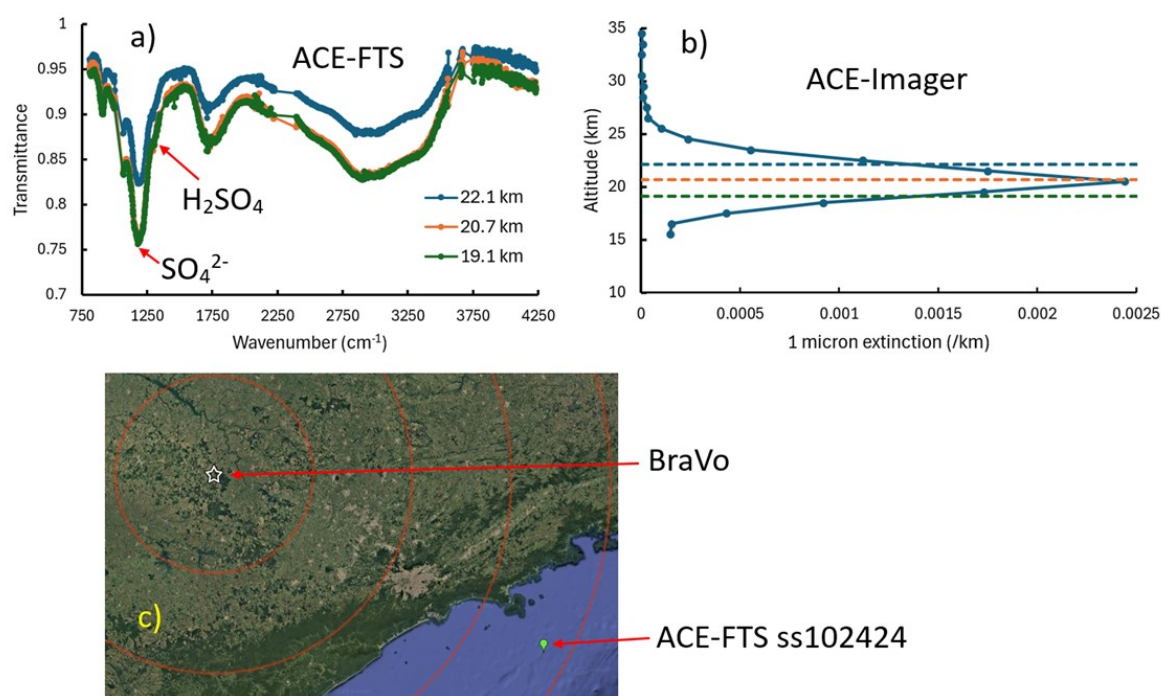 a)
ACE-FTS
1
0.95
0.9
0.85
0.8
0.75
0.7
Transmittance
H₂SO₄
SO₄²⁻
22.1 km
20.7 km
19.1 km
750 1250 1750 2250 2750 3250 3750 4250
Wavenumber (cm⁻¹)
b)
ACE-Imager
35
30
25
20
15
10
Altitude (km)
0 0.0005 0.001 0.0015 0.002 0.0025
1 micron extinction (/km)
BraVo
c)
ACE-FTS ss102424